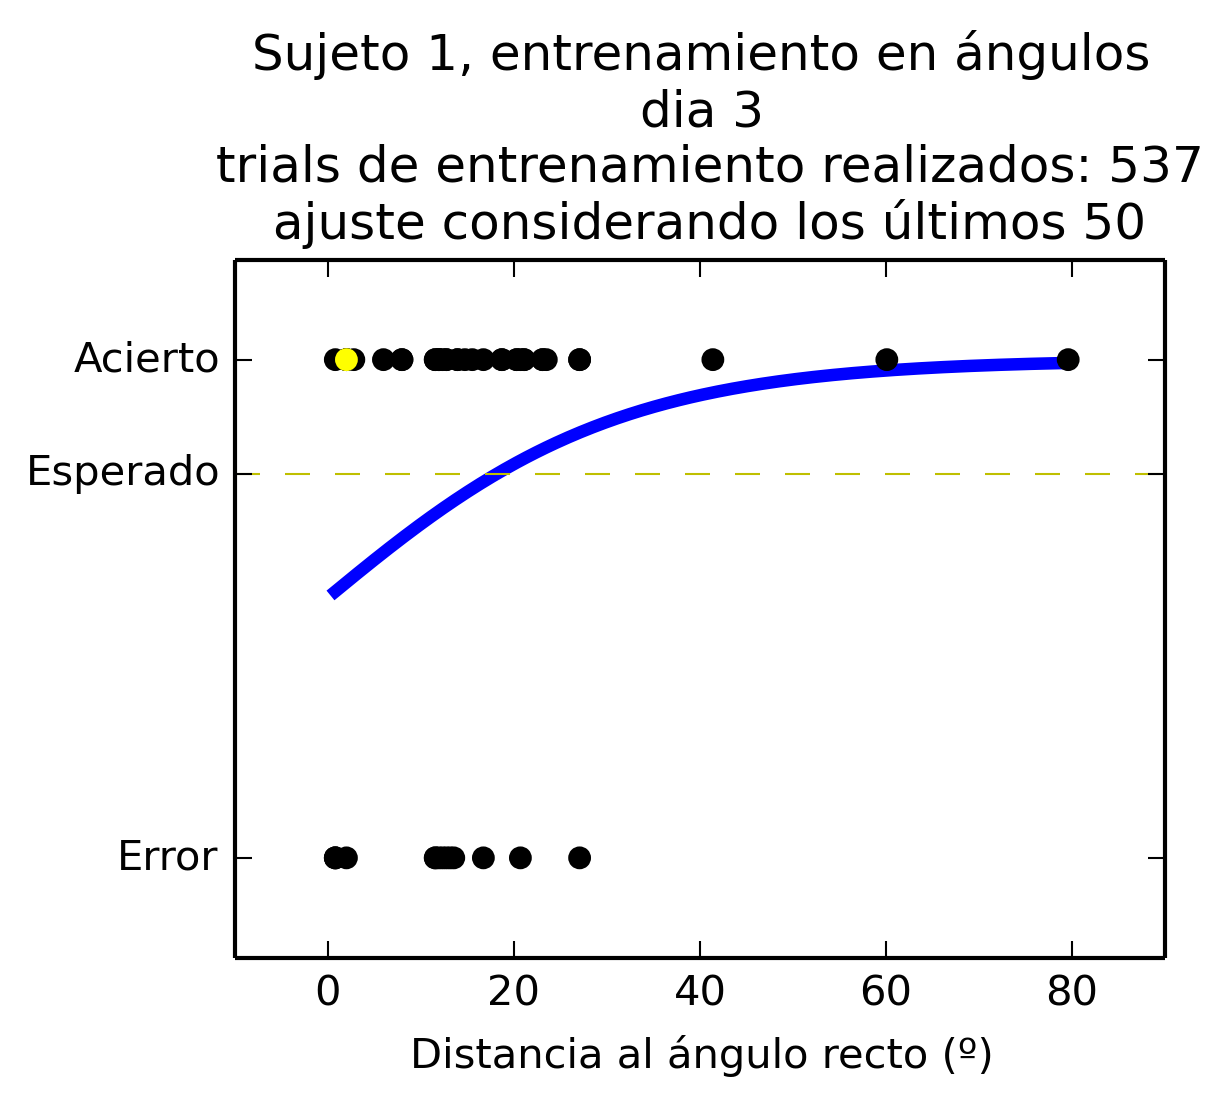 Sujeto 1, entrenamiento en ángulos
dia 3
trials de entrenamiento realizados: 537
ajuste considerando los últimos 50
Acierto
Esperado
Error
0 20 40 60 80
Distancia al ángulo recto (º)